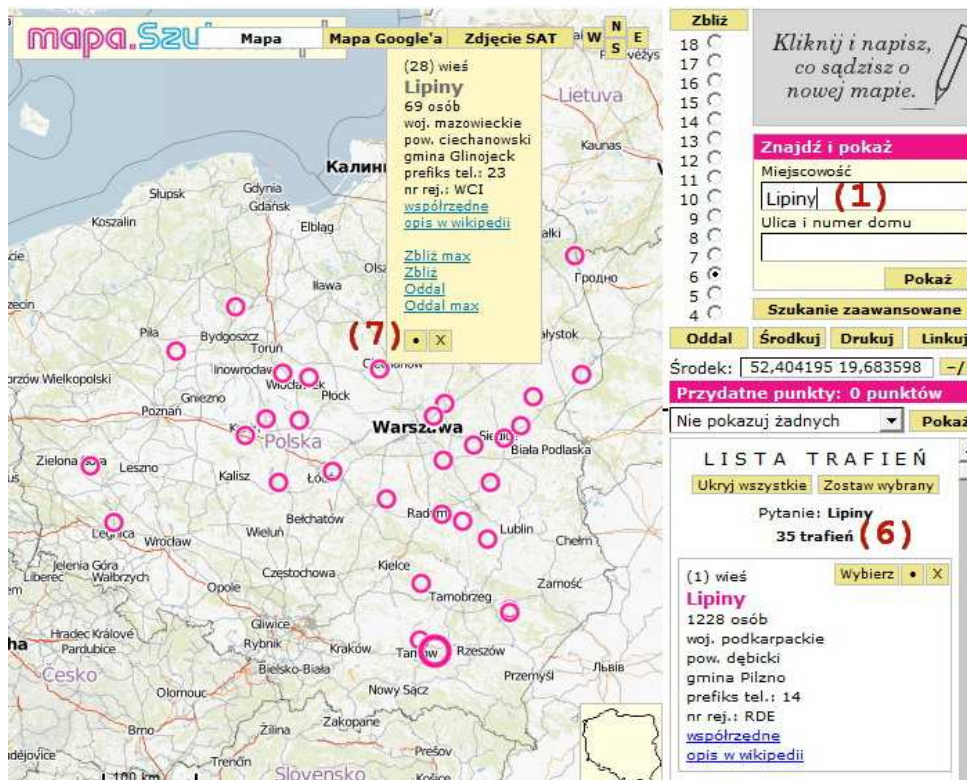 mapa.Szu
Mapa
Mapa Google'a
Zdjęcie SAT
N
W
E
S
(28) wieś
Lipiny
69 osób
woj. mazowieckie
pow. ciechanowski
gmina Glinojeck
prefiks tel.: 23
nr rej.: WCI
współrzędne
opis w wikipedii
Zbliż max
Zbliż
Oddal
Oddal max
(7)
•
X
Lietuva
Kaunas
Калини
Słupsk
Gdynia
Gdańsk
Koszalin
Elbląg
Гродно
Iława
Piła
Bydgoszcz
Toruń
Ciechanów
Inowrocław
Włocławek
Płock
Gniezno
Poznań
Warszawa
Siedlce
Biała Podlaska
Polska
Zielona Góra
Leszno
Kalisz
Łódź
Bełchatów
Radom
Lublin
Legnica
Wrocław
Wieluń
Chełm
Jelenia Góra
Liberec
Wałbrzych
Częstochowa
Kielce
Zamość
Opole
Tarnobrzeg
Hradec Králové
Pardubice
Gliwice
Rybnik
Kraków
Tarnów
Rzeszów
Bielsko-Biała
Przemyśl
Львів
Česko
Olomouc
Nowy Sącz
Brno
Žilina
Zakopane
Trenčín
Prešov
Slovensko
Košice
100 km
Zbliż
18
17
16
15
14
13
12
11
10
9
8
7
6
5
4
Oddal
Kliknij i napisz,
co sądzisz o
nowej mapie.
Znajdź i pokaż
Miejscowość
Lipiny
(1)
Ulica i numer domu
Pokaż
Szukanie zaawansowane
Środkuj
Drukuj
Linkuj
Środek: 52,404195 19,683598
−/
Przydatne punkty: 0 punktów
Nie pokazuj żadnych
Pokaż
LISTA TRAFIEŃ
Ukryj wszystkie
Zostaw wybrany
Pytanie: Lipiny
35 trafień
(6)
(1) wieś
Wybierz
•
X
Lipiny
1228 osób
woj. podkarpackie
pow. dębicki
gmina Pilzno
prefiks tel.: 14
nr rej.: RDE
współrzędne
opis w wikipedii